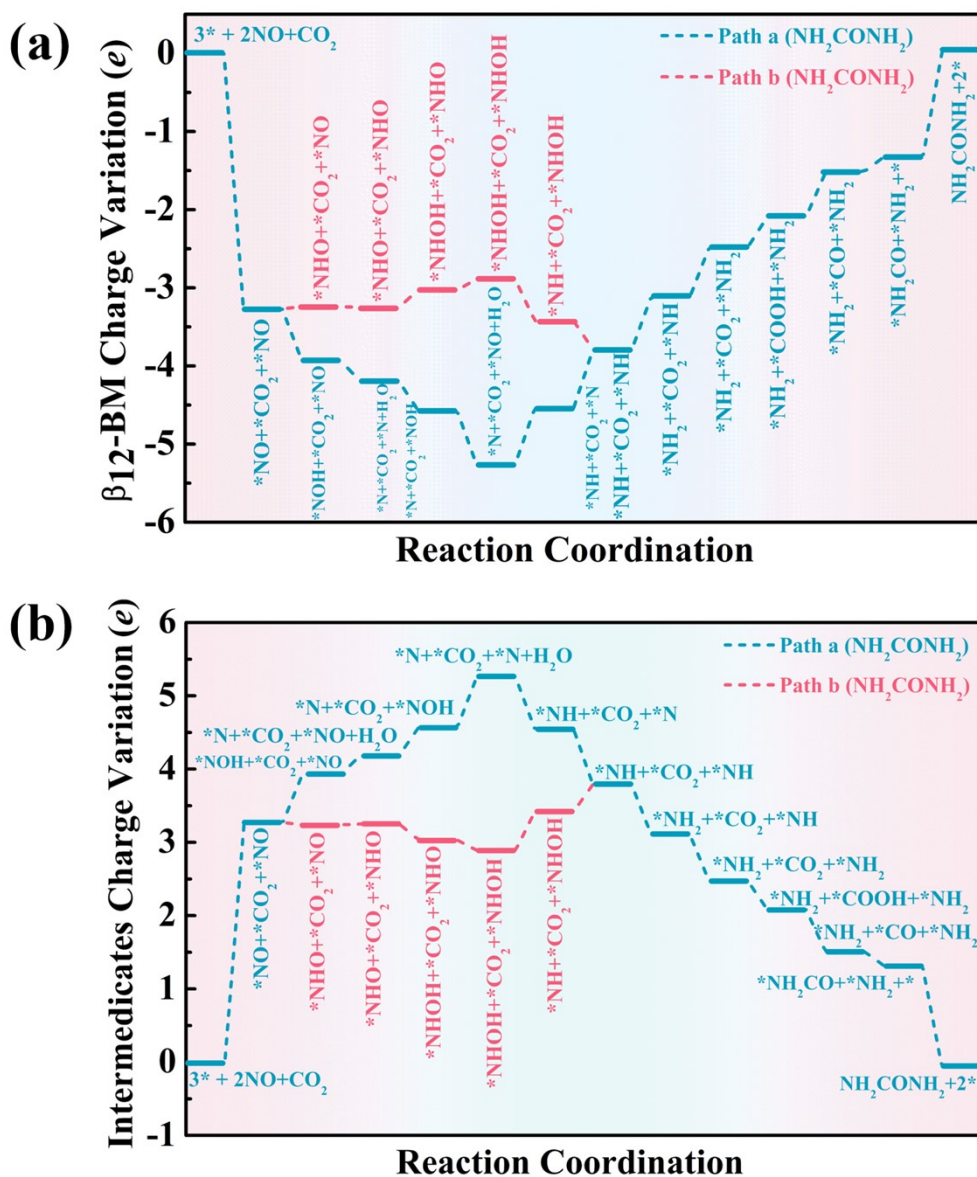 (a)
β12-BM Charge Variation (e)
0
-1
-2
-3
-4
-5
-6
3* + 2NO+CO2
Path a (NH2CONH2)
Path b (NH2CONH2)
*NO+*CO2+*NO
*NHO+*CO2+*NO
*NOH+*CO2+*NO
*NHO+*CO2+*NHO
*N+*CO2+*N+H2O
*NHOH+*CO2+*NHO
*N+*CO2+*NOH
*NHOH+*CO2+*NHOH
*N+*CO2+*NO+H2O
*NH+*CO2+*NHOH
*NH+*CO2+*N
*NH+*CO2+*NH
*NH2+*CO2+*NH
*NH2+*CO2+*NH2
*NH2+*COOH+*NH2
*NH2+*CO+*NH2
*NH2CO+*NH2+*
NH2CONH2+2*
Reaction Coordination
(b)
Intermedicates Charge Variation (e)
6
5
4
3
2
1
0
-1
Path a (NH2CONH2)
Path b (NH2CONH2)
3* + 2NO+CO2
*NO+*CO2+*NO
*NOH+*CO2+*NO
*NHO+*CO2+*NO
*N+*CO2+*NO+H2O
*NHO+*CO2+*NHO
*N+*CO2+*NOH
*NHOH+*CO2+*NHO
*N+*CO2+*N+H2O
*NHOH+*CO2+*NHOH
*NH+*CO2+*N
*NH+*CO2+*NHOH
*NH+*CO2+*NH
*NH2+*CO2+*NH
*NH2+*CO2+*NH2
*NH2+*COOH+*NH2
*NH2+*CO+*NH2
*NH2CO+*NH2+*
NH2CONH2+2*
Reaction Coordination